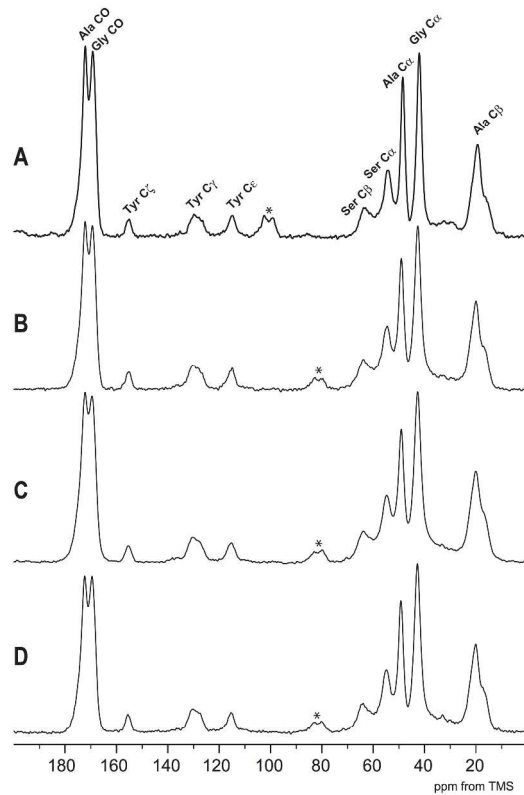 Ala CO
Gly CO
Gly Cα
Ala Cα
Ala Cβ
A
Tyr Cζ
Tyr Cγ
Tyr Cε
*
Ser Cβ
Ser Cα
B
*
C
*
D
*
180 160 140 120 100 80 60 40 20
ppm from TMS